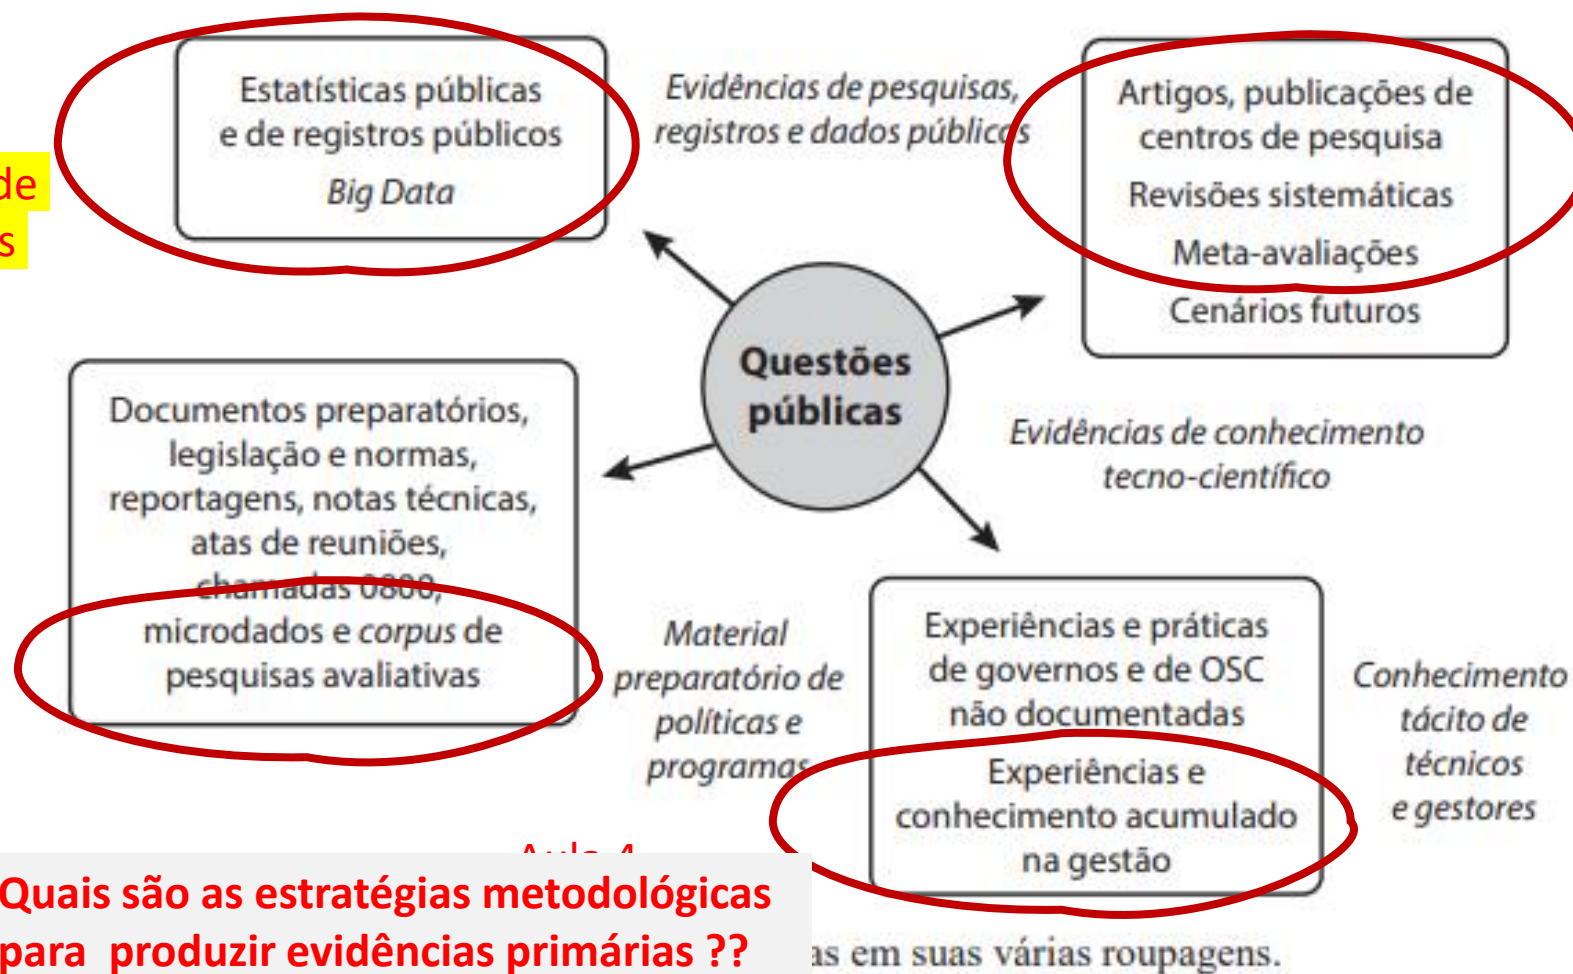 Estatísticas públicas
e de registros públicos
Big Data
Evidências de pesquisas,
registros e dados públicos
Artigos, publicações de
centros de pesquisa
Revisões sistemáticas
Meta-avaliações
Cenários futuros
de
s
Questões
públicas
Documentos preparatórios,
legislação e normas,
reportagens, notas técnicas,
atas de reuniões,
chamadas 0800,
microdados e corpus de
pesquisas avaliativas
Evidências de conhecimento
tecno-científico
Material
preparatório de
políticas e
programas
Experiências e práticas
de governos e de OSC
não documentadas
Experiências e
conhecimento acumulado
na gestão
Conhecimento
tácito de
técnicos
e gestores
Aula 4
Quais são as estratégias metodológicas
para produzir evidências primárias ??
as em suas várias roupagens.